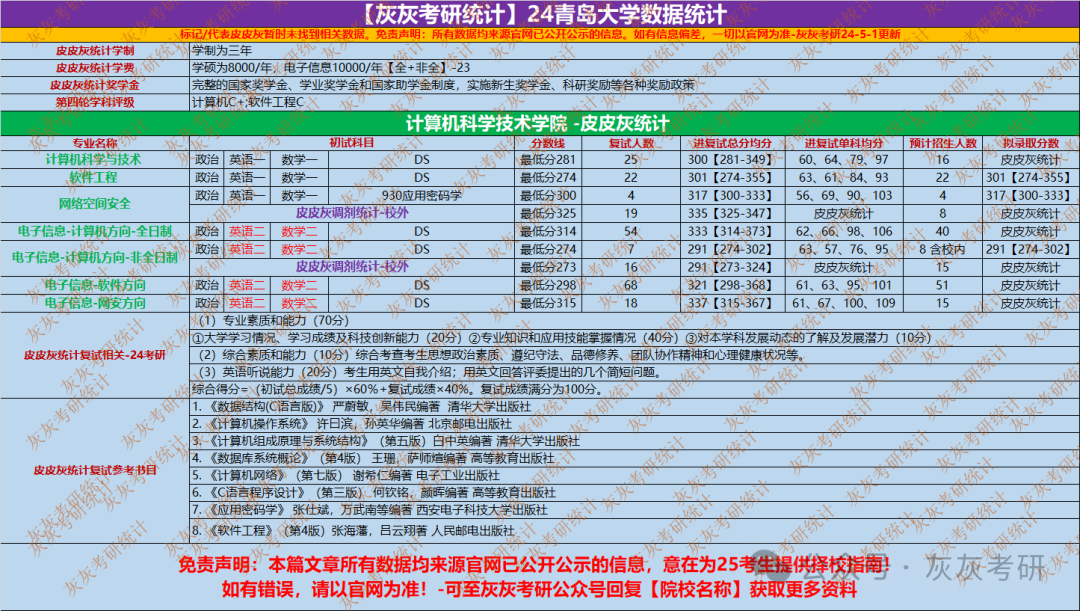 【灰灰考研统计】24青岛大学数据统计
标记/代表皮皮灰暂时未找到相关数据。免责声明：所有数据均来源官网已公开公示的信息。如有信息偏差，一切以官网为准-灰灰考研24-5-1更新
皮皮灰统计学制 学制为三年
皮皮灰统计学费 学硕为8000/年，电子信息10000/年【全+非全】-23
皮皮灰统计奖学金 完整的国家奖学金、学业奖学金和国家助学金制度，实施新生奖学金、科研奖励等各种奖励政策
第四轮学科评级 计算机C+;软件工程C
计算机科学技术学院 -皮皮灰统计
专业名称 初试科目 分数线 复试人数 进复试总分均分 进复试单科均分 预计招生人数 拟录取分数
计算机科学与技术 政治 英语一 数学一 DS 最低分281 25 300【281-349】 60、64、79、97 16 皮皮灰统计
软件工程 政治 英语一 数学一 DS 最低分274 22 301【274-355】 63、61、84、93 22 301【274-355】
网络空间安全 政治 英语一 数学一 930应用密码学 最低分300 4 317【300-333】 56、69、90、103 4 317【300-333】
皮皮灰调剂统计-校外 最低分325 19 335【325-347】 皮皮灰统计 8 皮皮灰统计
电子信息-计算机方向-全日制 政治 英语二 数学二 DS 最低分314 54 333【314-373】 62、66、98、106 40 皮皮灰统计
电子信息-计算机方向-非全日制 政治 英语二 数学二 DS 最低分274 7 291【274-302】 63、57、76、95 8 含校内 291【274-302】
皮皮灰调剂统计-校外 最低分273 16 291【273-324】 皮皮灰统计 15 皮皮灰统计
电子信息-软件方向 政治 英语二 数学二 DS 最低分298 68 321【298-368】 61、63、95、101 51 皮皮灰统计
电子信息-网安方向 政治 英语二 数学二 DS 最低分315 18 337【315-367】 61、67、100、109 15 皮皮灰统计
皮皮灰统计复试相关-24考研
（1）专业素质和能力（70分）
①大学学习情况、学习成绩及科技创新能力（20分）②专业知识和应用技能掌握情况（40分）③对本学科发展动态的了解及发展潜力（10分）
（2）综合素质和能力（10分）综合考查考生思想政治素质、遵纪守法、品德修养、团队协作精神和心理健康状况等。
（3）英语听说能力（20分）考生用英文自我介绍；用英文回答评委提出的几个简短问题。
综合得分=（初试总成绩/5）×60%+复试成绩×40%。复试成绩满分为100分。
皮皮灰统计复试参考书目
1. 《数据结构(C语言版)》 严蔚敏，吴伟民编著 清华大学出版社
2. 《计算机操作系统》 许曰滨，孙英华编著 北京邮电出版社
3. 《计算机组成原理与系统结构》（第五版）白中英编著 清华大学出版社
4. 《数据库系统概论》（第4版） 王珊，萨师煊编著 高等教育出版社
5. 《计算机网络》（第七版） 谢希仁编著 电子工业出版社
6. 《C语言程序设计》（第三版） 何钦铭，颜晖编著 高等教育出版社
7. 《应用密码学》 张仕斌，万武南等编著 西安电子科技大学出版社
8. 《软件工程》（第4版）张海藩，吕云翔著 人民邮电出版社
免责声明：本篇文章所有数据均来源官网已公开公示的信息，意在为25考生提供择校指南！
如有错误，请以官网为准！-可至灰灰考研公众号回复【院校名称】获取更多资料
公众号 · 灰灰考研